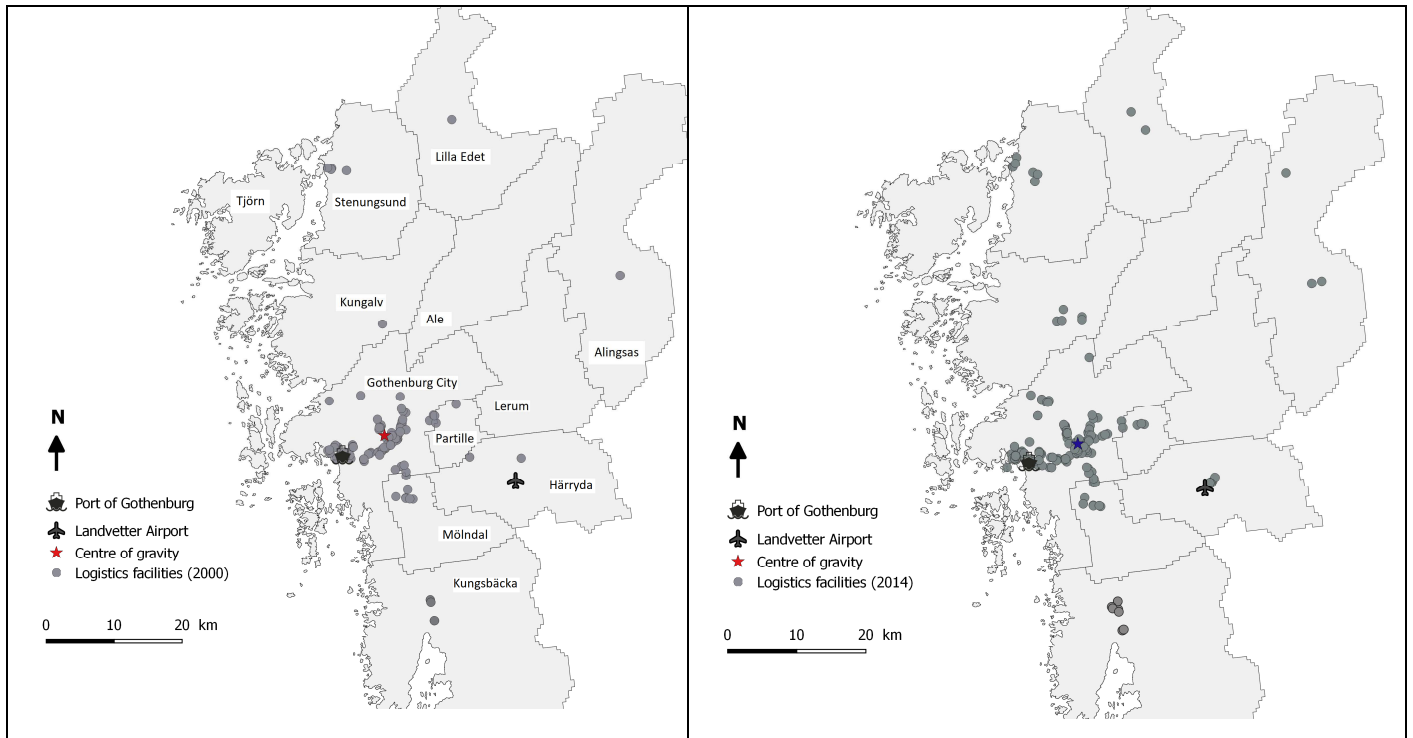 Lilla Edet
Tjörn
Stenungsund
Kungalv
Ale
Alingsas
Gothenburg City
Lerum
Partille
Härryda
Mölndal
Kungsbäcka
N
Port of Gothenburg
Landvetter Airport
Centre of gravity
Logistics facilities (2000)
0 10 20 km
N
Port of Gothenburg
Landvetter Airport
Centre of gravity
Logistics facilities (2014)
0 10 20 km